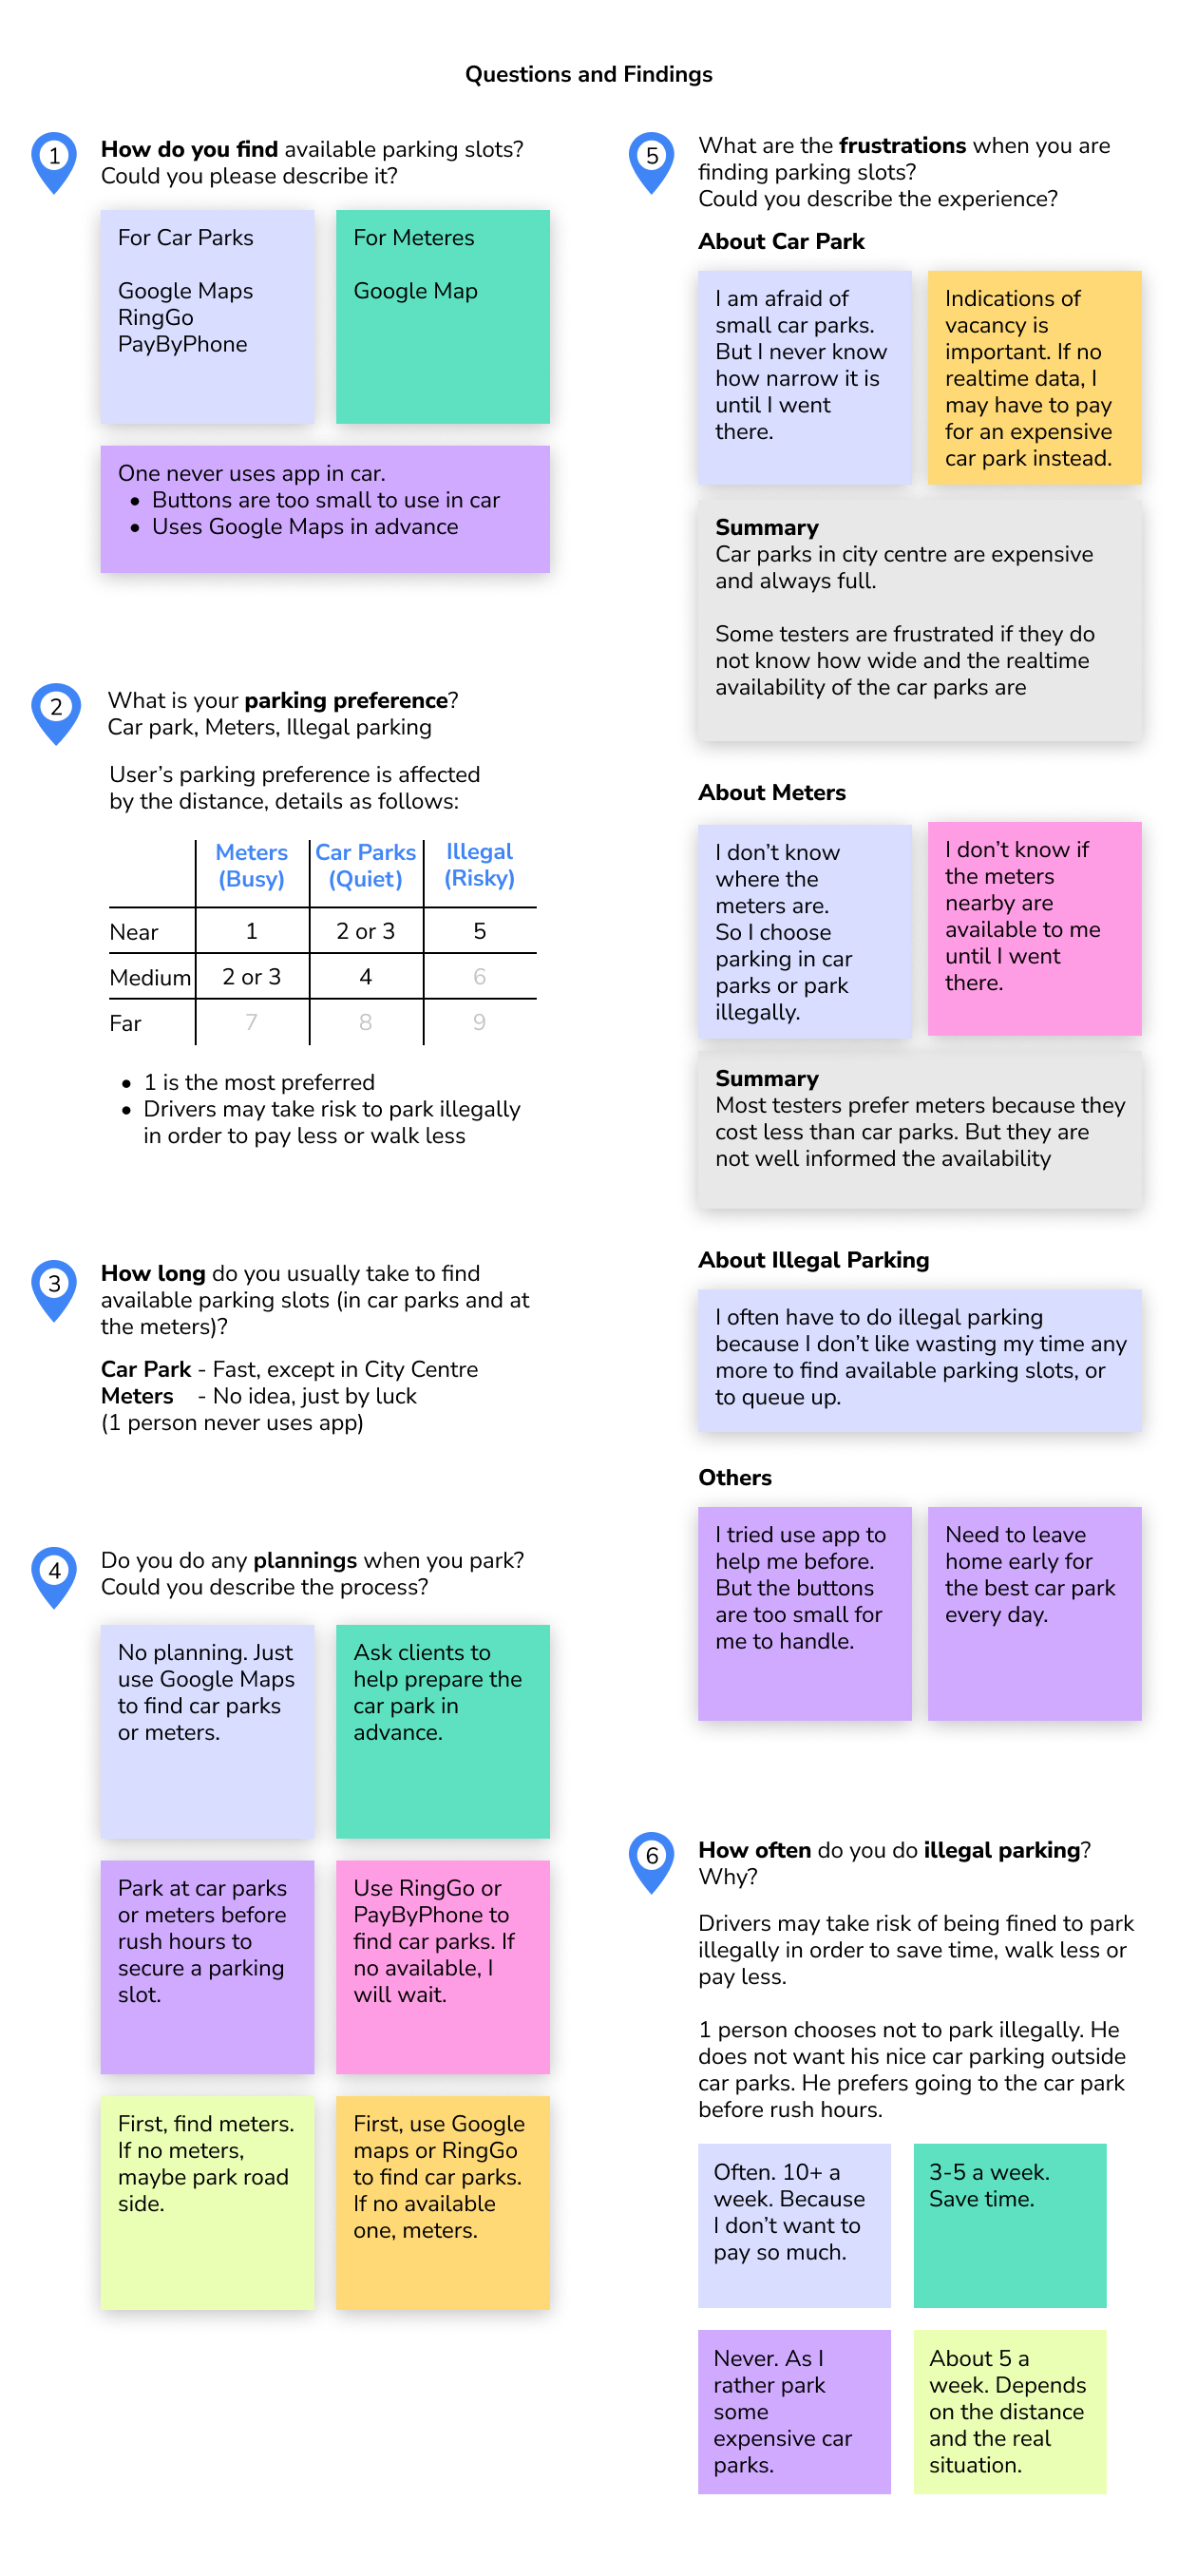 Questions and Findings
1
How do you find available parking slots?
Could you please describe it?
For Car Parks
Google Maps
RingGo
PayByPhone
For Meteres
Google Map
One never uses app in car.
• Buttons are too small to use in car
• Uses Google Maps in advance
2
What is your parking preference?
Car park, Meters, Illegal parking
User's parking preference is affected
by the distance, details as follows:
Meters Car Parks Illegal
(Busy) (Quiet) (Risky)
Near 1 2 or 3 5
Medium 2 or 3 4 6
Far 7 8 9
• 1 is the most preferred
• Drivers may take risk to park illegally
in order to pay less or walk less
3
How long do you usually take to find
available parking slots (in car parks and at
the meters)?
Car Park - Fast, except in City Centre
Meters - No idea, just by luck
(1 person never uses app)
4
Do you do any plannings when you park?
Could you describe the process?
No planning. Just
use Google Maps
to find car parks
or meters.
Ask clients to
help prepare the
car park in
advance.
Park at car parks
or meters before
rush hours to
secure a parking
slot.
Use RingGo or
PayByPhone to
find car parks. If
no available, I
will wait.
First, find meters.
If no meters,
maybe park road
side.
First, use Google
maps or RingGo
to find car parks.
If no available
one, meters.
5
What are the frustrations when you are
finding parking slots?
Could you describe the experience?
About Car Park
I am afraid of
small car parks.
But I never know
how narrow it is
until I went
there.
Indications of
vacancy is
important. If no
realtime data, I
may have to pay
for an expensive
car park instead.
Summary
Car parks in city centre are expensive
and always full.
Some testers are frustrated if they do
not know how wide and the realtime
availability of the car parks are
About Meters
I don't know
where the
meters are.
So I choose
parking in car
parks or park
illegally.
I don't know if
the meters
nearby are
available to me
until I went
there.
Summary
Most testers prefer meters because they
cost less than car parks. But they are
not well informed the availability
About Illegal Parking
I often have to do illegal parking
because I don't like wasting my time any
more to find available parking slots, or
to queue up.
Others
I tried use app to
help me before.
But the buttons
are too small for
me to handle.
Need to leave
home early for
the best car park
every day.
6
How often do you do illegal parking?
Why?
Drivers may take risk of being fined to park
illegally in order to save time, walk less or
pay less.
1 person chooses not to park illegally. He
does not want his nice car parking outside
car parks. He prefers going to the car park
before rush hours.
Often. 10+ a
week. Because
I don't want to
pay so much.
3-5 a week.
Save time.
Never. As I
rather park
some
expensive car
parks.
About 5 a
week. Depends
on the distance
and the real
situation.